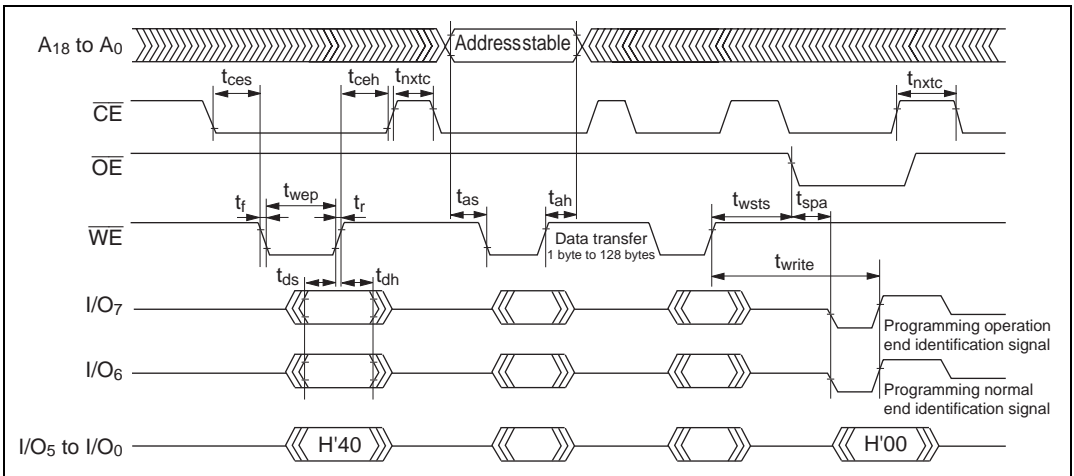 A18 to A0
Address stable
tces
tceh
tnxtc
tnxtc
CE
OE
tf
twep
tr
tas
tah
twsts
tspa
WE
Data transfer
1 byte to 128 bytes
twrite
tds
tdh
I/O7
Programming operation
end identification signal
I/O6
Programming normal
end identification signal
I/O5 to I/O0
H'40
H'00